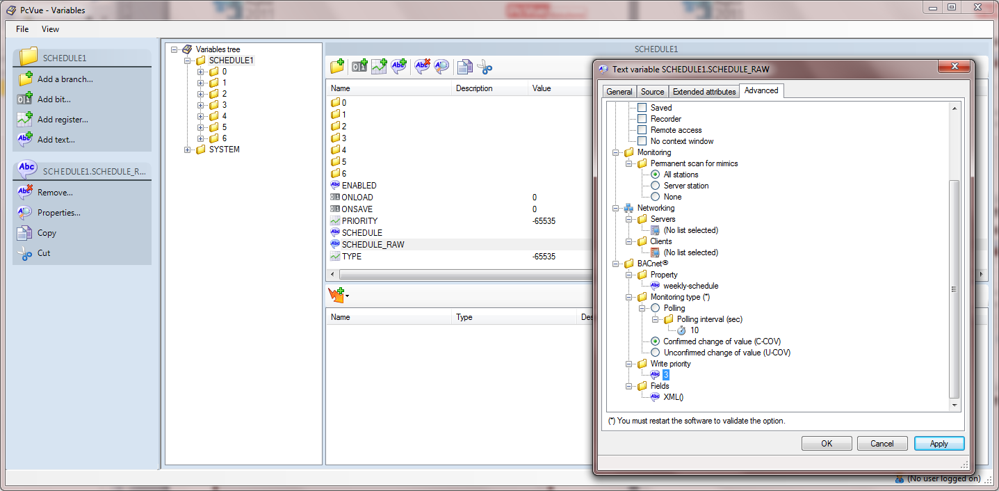 PcVue - Variables
2011
PcVue
2011
File View
SCHEDULE1
Add a branch...
Add bit...
Add register...
Add text...
SCHEDULE1.SCHEDULE_R...
Remove...
Properties...
Copy
Cut
Variables tree
SCHEDULE1
0
1
2
3
4
5
6
SYSTEM
SCHEDULE1
Name Description Value
0
1
2
3
4
5
6
ENABLED
ONLOAD 0
ONSAVE 0
PRIORITY -65535
SCHEDULE
SCHEDULE_RAW
TYPE -65535
Name Type Des
Text variable SCHEDULE1.SCHEDULE_RAW
General Source Extended attributes Advanced
Saved
Recorder
Remote access
No context window
Monitoring
Permanent scan for mimics
All stations
Server station
None
Networking
Servers
(No list selected)
Clients
(No list selected)
BACnet®
Property
weekly-schedule
Monitoring type (*)
Polling
Polling interval (sec)
10
Confirmed change of value (C-COV)
Unconfirmed change of value (U-COV)
Write priority
3
Fields
XML()
(*) You must restart the software to validate the option.
OK Cancel Apply
(No user logged on)